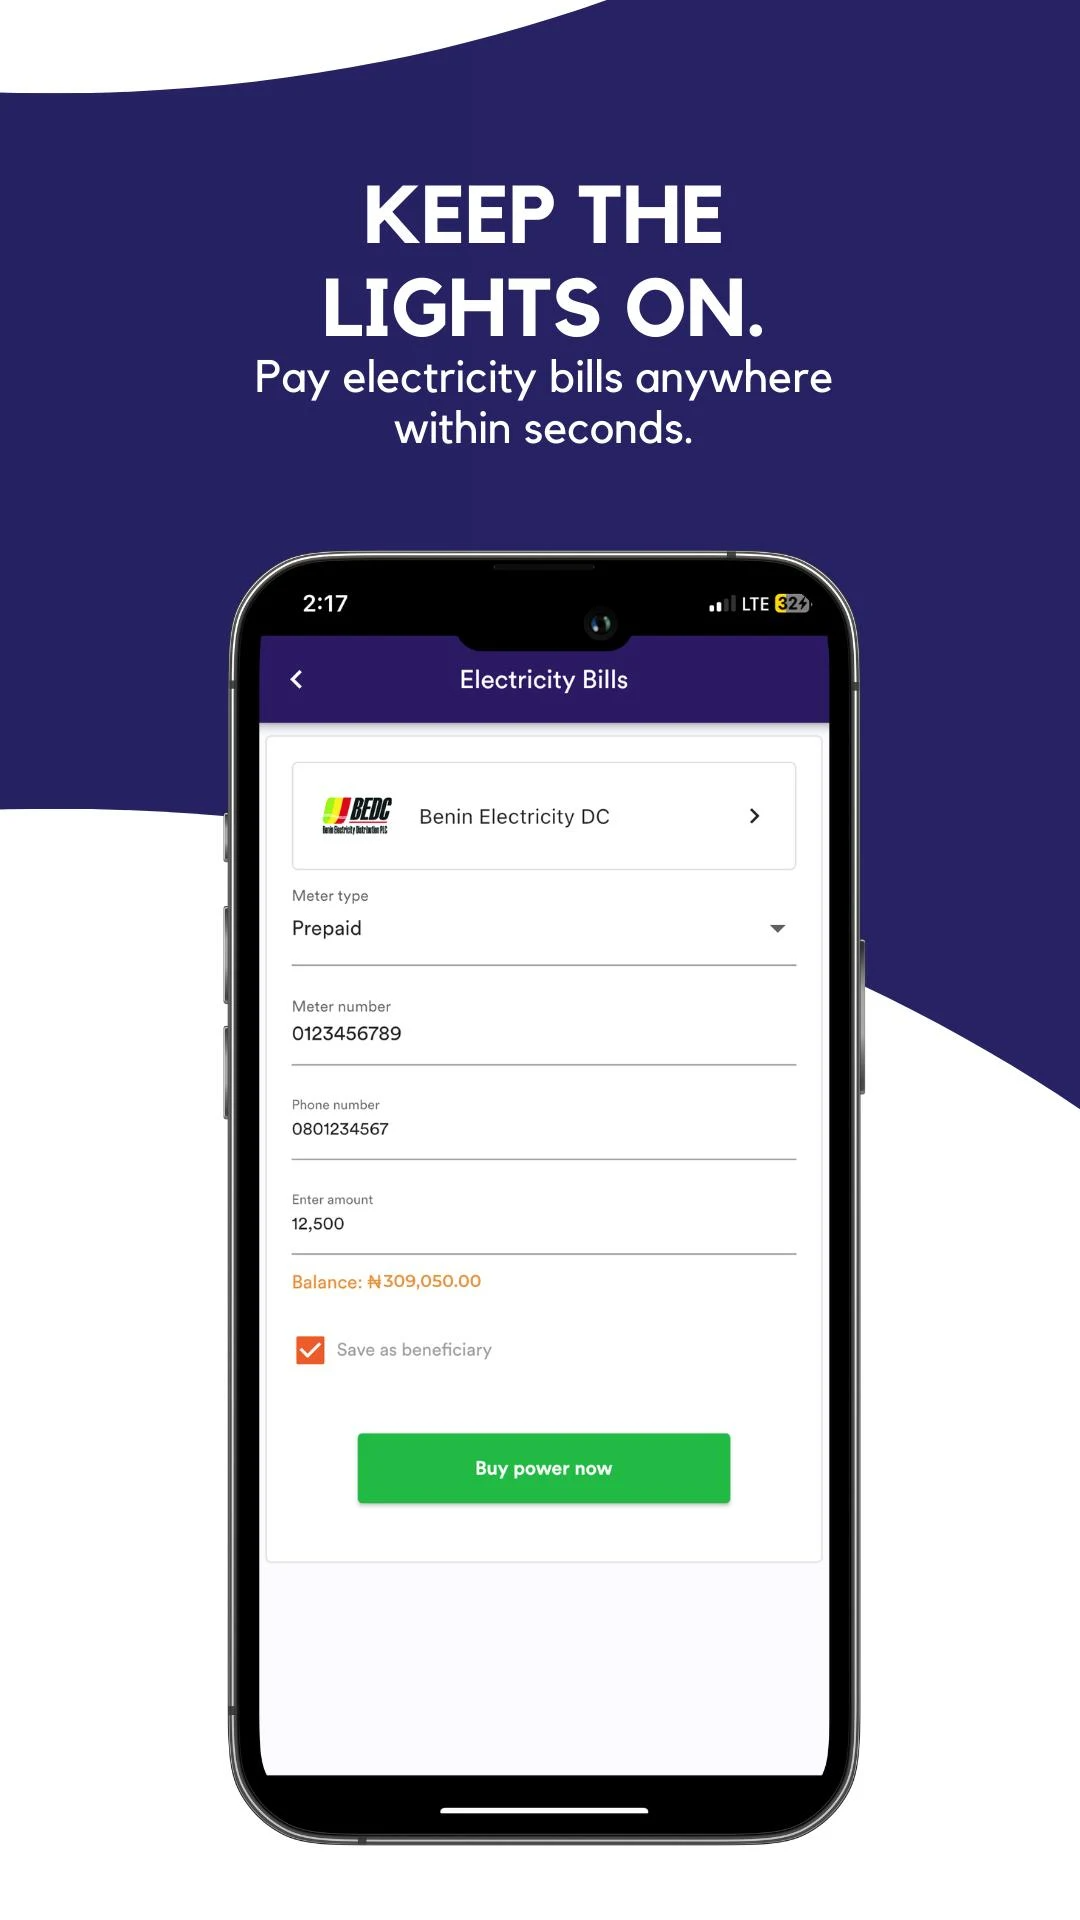 KEEP THE
LIGHTS ON.
Pay electricity bills anywhere
within seconds.
2:17
LTE 32
Electricity Bills
BEDC
Benin Electricity Distribution PLC
Benin Electricity DC
Meter type
Prepaid
Meter number
0123456789
Phone number
0801234567
Enter amount
12,500
Balance: ₦309,050.00
Save as beneficiary
Buy power now